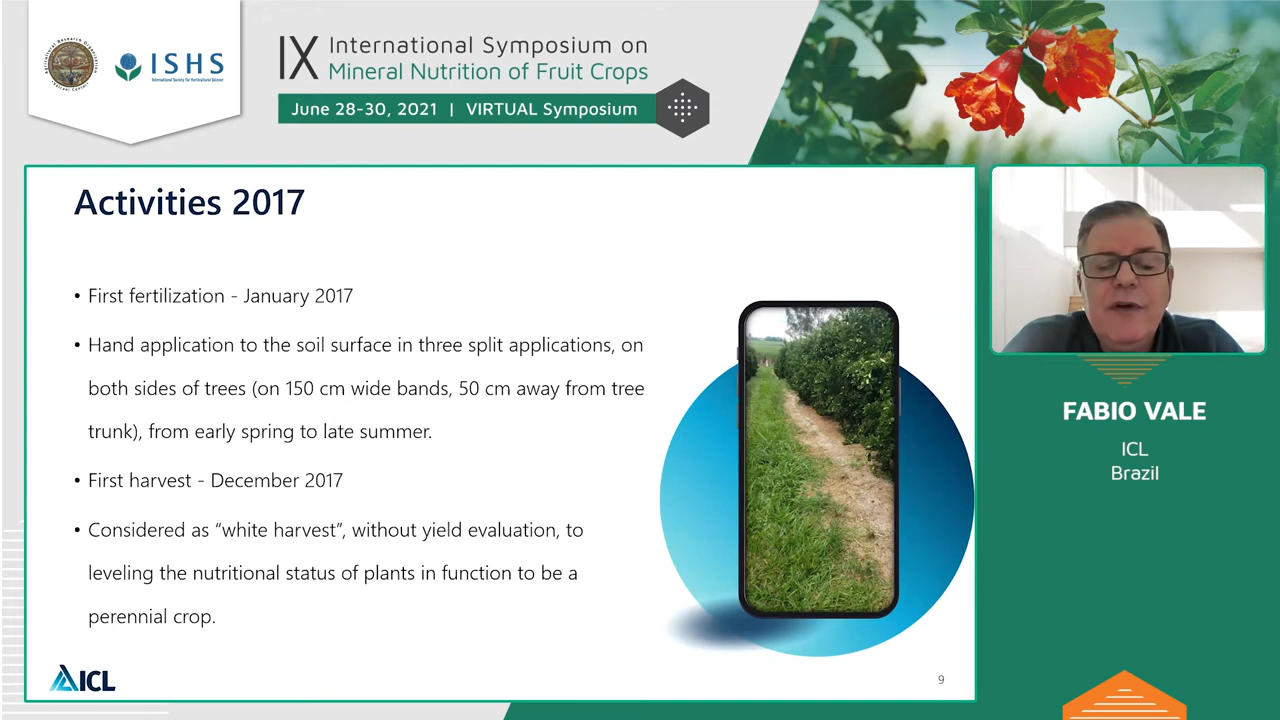 ISHS
International Society for Horticultural Science
IX International Symposium on
Mineral Nutrition of Fruit Crops
June 28-30, 2021 | VIRTUAL Symposium
Activities 2017
• First fertilization - January 2017
• Hand application to the soil surface in three split applications, on
both sides of trees (on 150 cm wide bands, 50 cm away from tree
trunk), from early spring to late summer.
• First harvest - December 2017
• Considered as “white harvest”, without yield evaluation, to
leveling the nutritional status of plants in function to be a
perennial crop.
ICL
9
FABIO VALE
ICL
Brazil